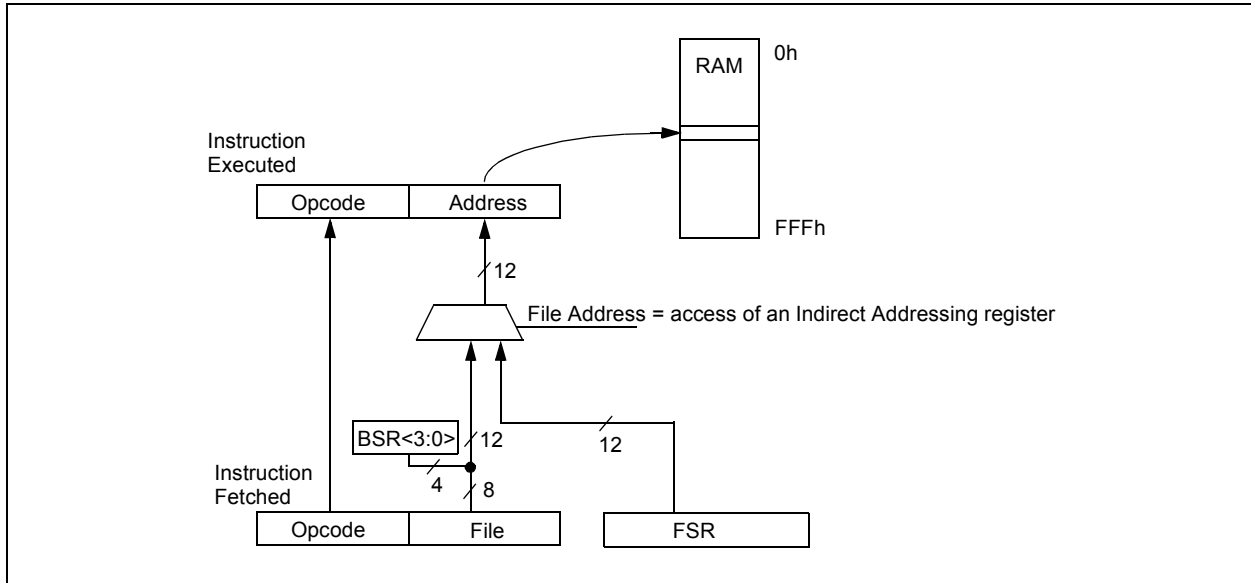 RAM
0h
Instruction
Executed
Opcode
Address
FFFh
12
File Address = access of an Indirect Addressing register
BSR<3:0>
12
12
4
8
Instruction
Fetched
Opcode
File
FSR